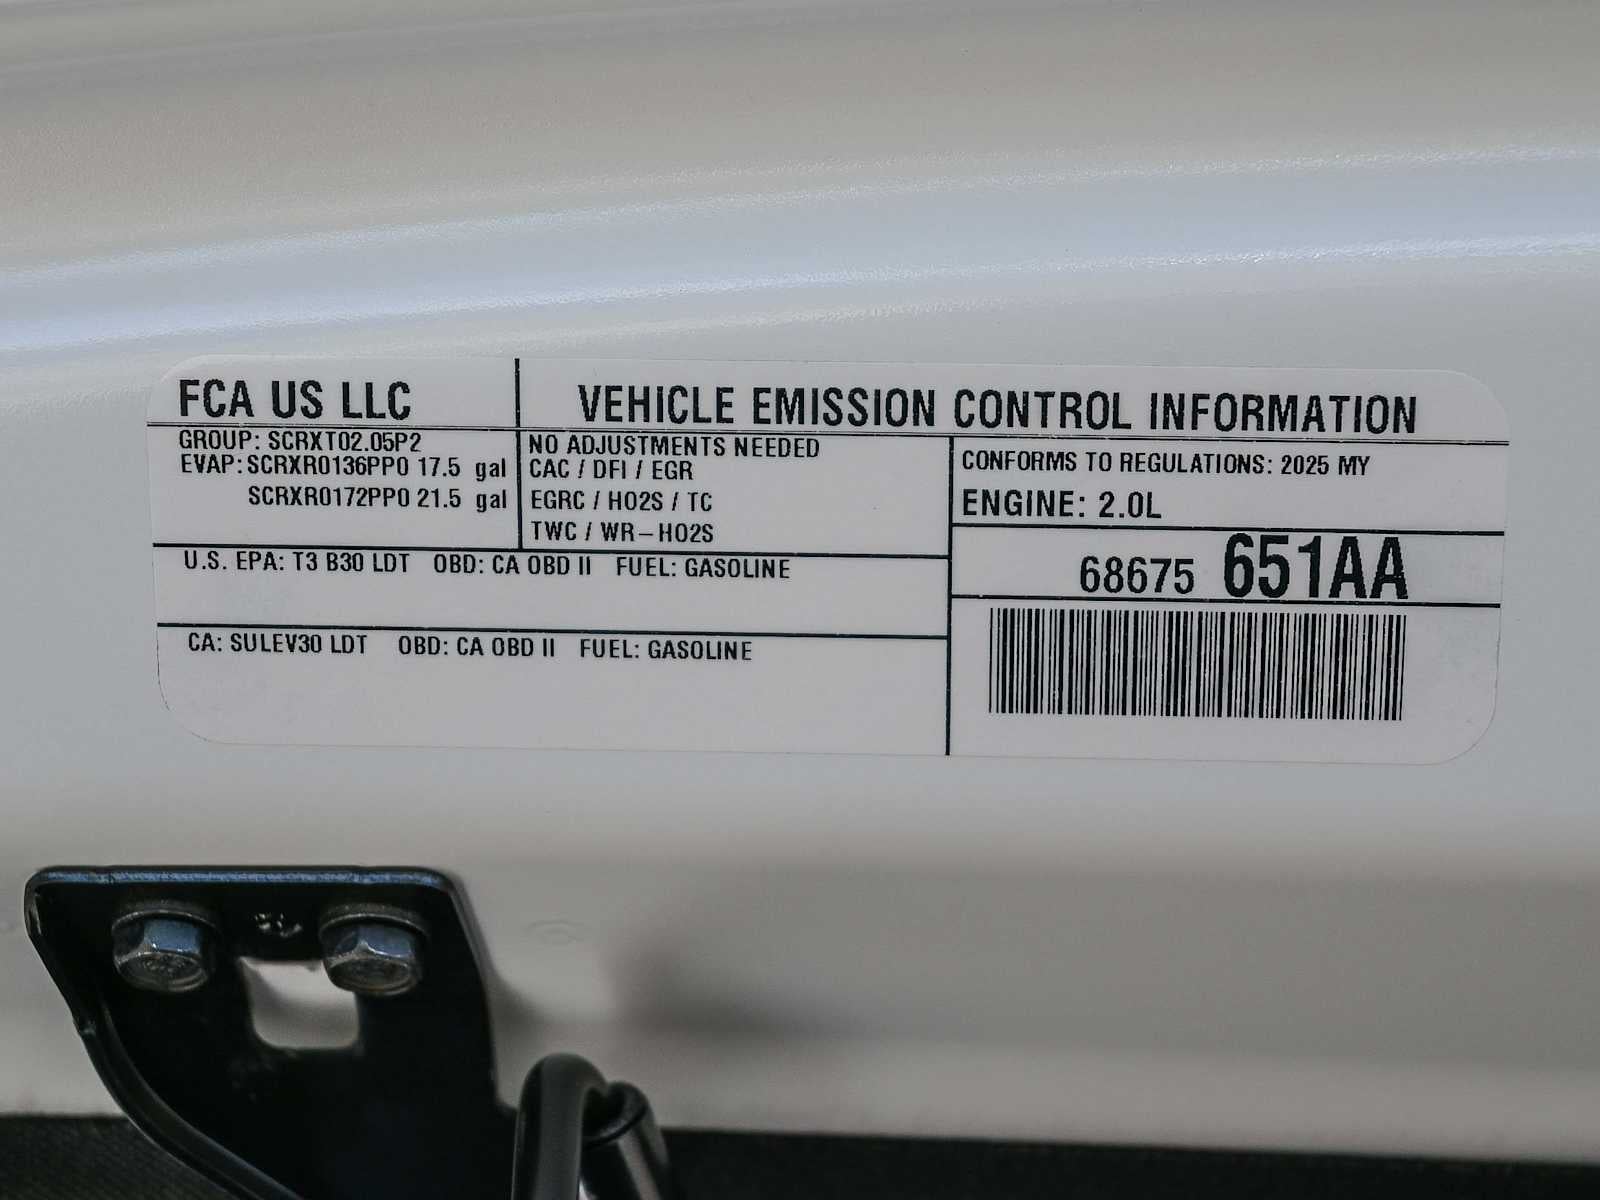 FCA US LLC
VEHICLE EMISSION CONTROL INFORMATION
GROUP: SCRXT02.05P2
EVAP: SCRXR0136PP0 17.5 gal
SCRXR0172PP0 21.5 gal
NO ADJUSTMENTS NEEDED
CAC / DFI / EGR
EGRC / HO2S / TC
TWC / WR-HO2S
CONFORMS TO REGULATIONS: 2025 MY
ENGINE: 2.0L
68675 651AA
U.S. EPA: T3 B30 LDT OBD: CA OBD II FUEL: GASOLINE
CA: SULEV30 LDT OBD: CA OBD II FUEL: GASOLINE